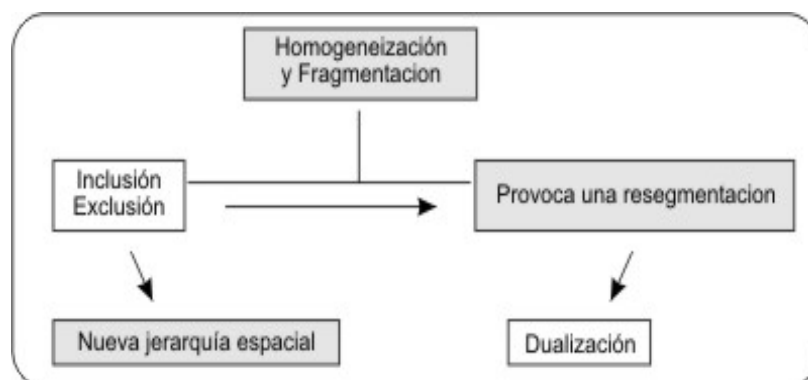 Homogeneización
y Fragmentacion
Inclusión
Exclusión
Provoca una resegmentacion
Nueva jerarquía espacial
Dualización